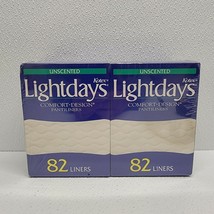 UNSCENTED
Kotex
Lightdays
COMFORT·DESIGN®
PANTILINERS
82 LINERS
UNSCENTED
Kotex
Lightdays
COMFORT·DESIGN®
PANTILINERS
82 LINERS